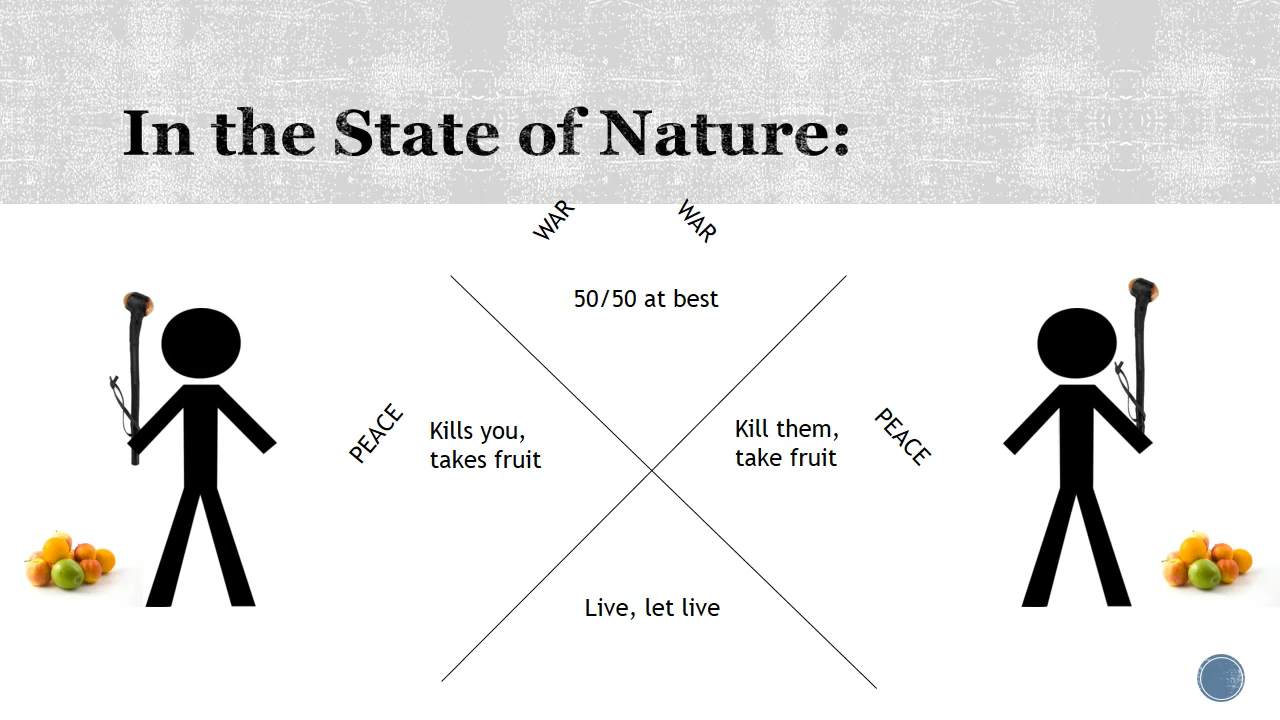 In the State of Nature:
WAR
WAR
50/50 at best
PEACE
Kills you,
takes fruit
Kill them,
take fruit
PEACE
Live, let live